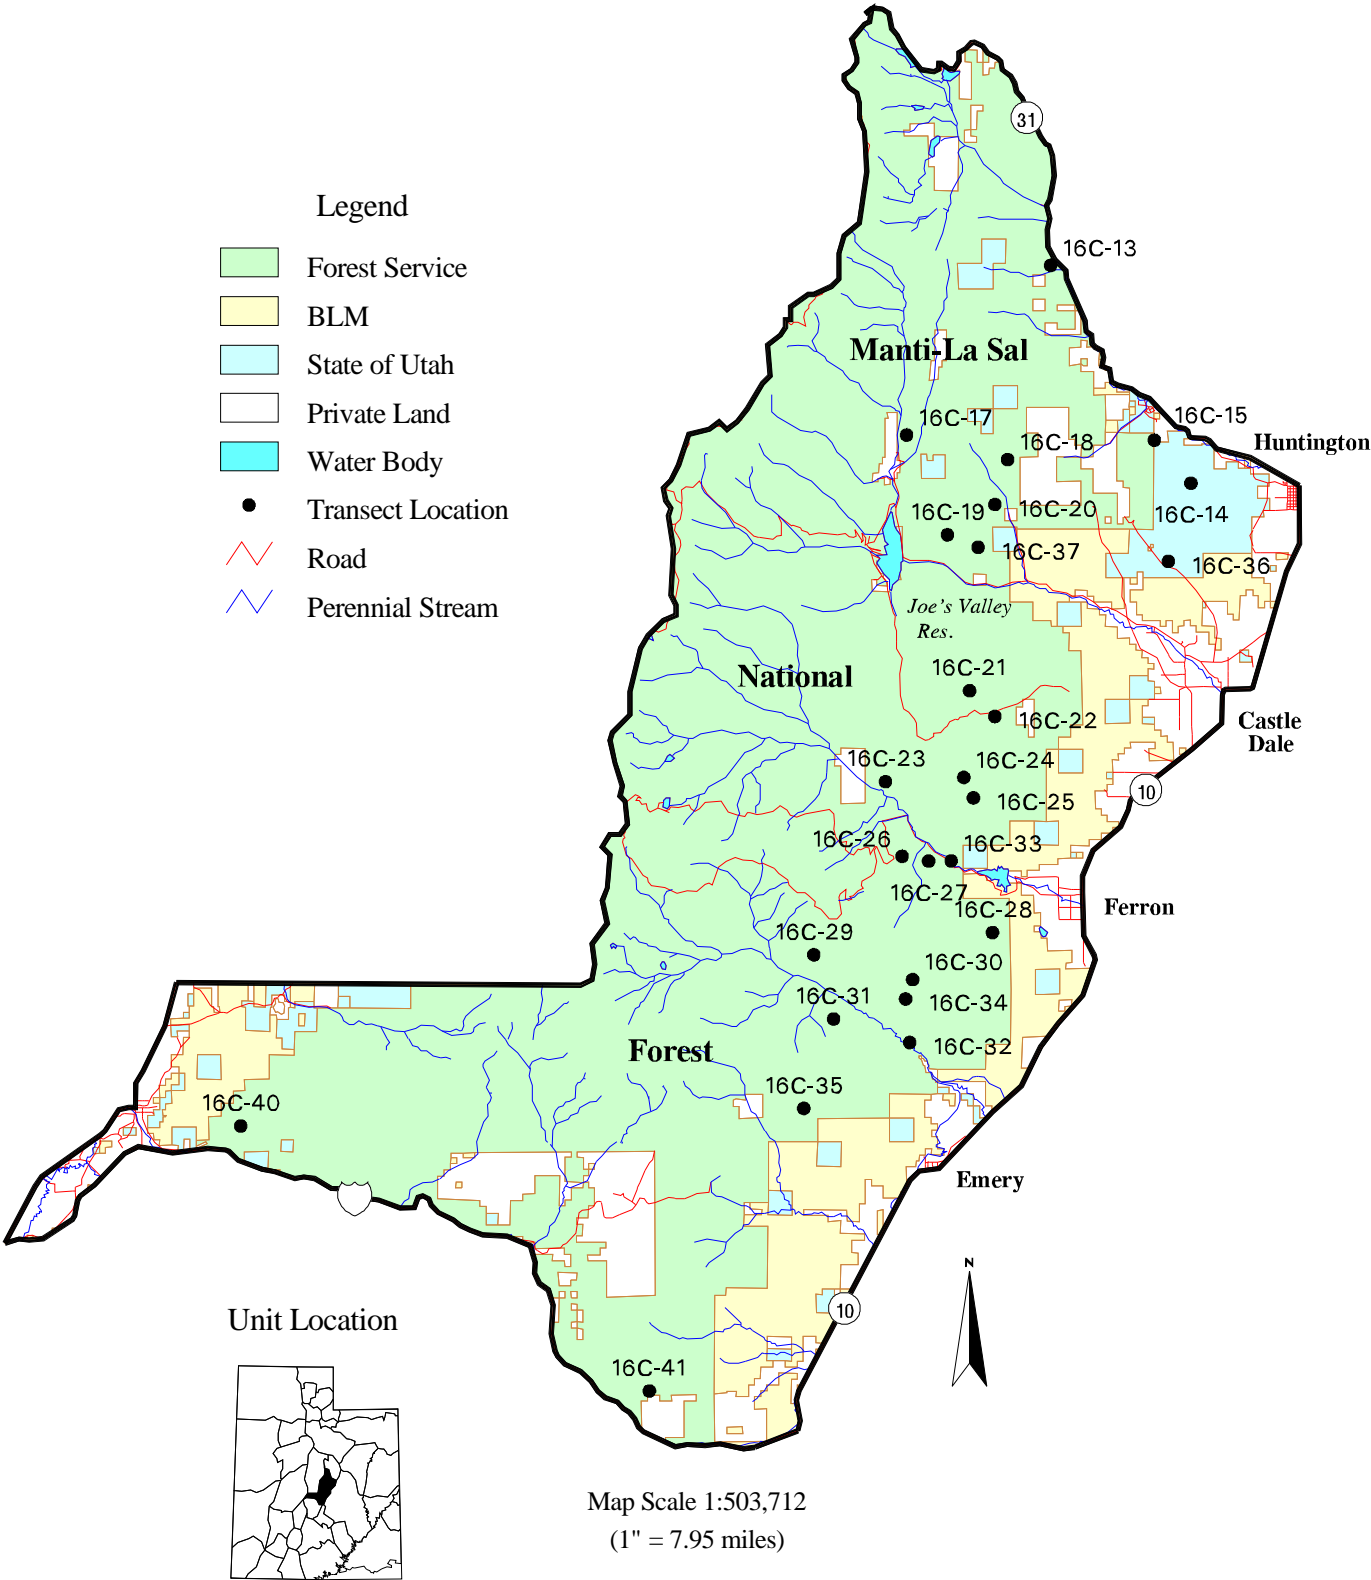 31
Legend
Forest Service
BLM
State of Utah
Private Land
Water Body
Transect Location
Road
Perennial Stream
16C-13
Manti-La Sal
16C-17
16C-15
16C-18
Huntington
16C-19
16C-20
16C-14
16C-37
16C-36
Joe's Valley
Res.
16C-21
National
16C-22
Castle
Dale
16C-23
16C-24
16C-25
10
16C-26
16C-33
16C-27
16C-28
Ferron
16C-29
16C-30
16C-31
16C-34
Forest
16C-32
16C-35
16C-40
Emery
N
10
Unit Location
16C-41
Map Scale 1:503,712
(1" = 7.95 miles)